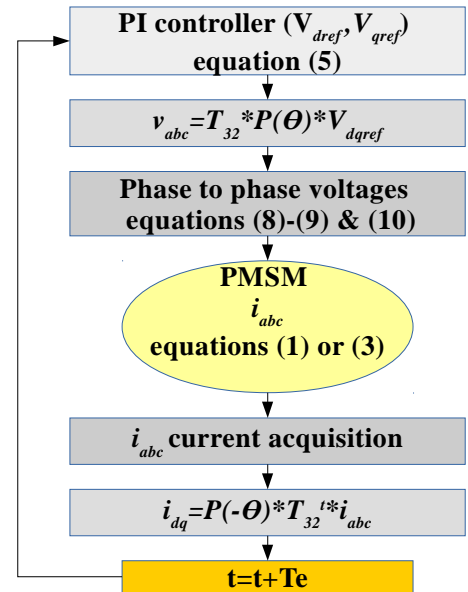 PI controller (V_dref, V_qref)
equation (5)
v_abc=T_32*P(Θ)*V_dqref
Phase to phase voltages
equations (8)-(9) & (10)
PMSM
i_abc
equations (1) or (3)
i_abc current acquisition
i_dq=P(-Θ)*T_32^t*i_abc
t=t+Te